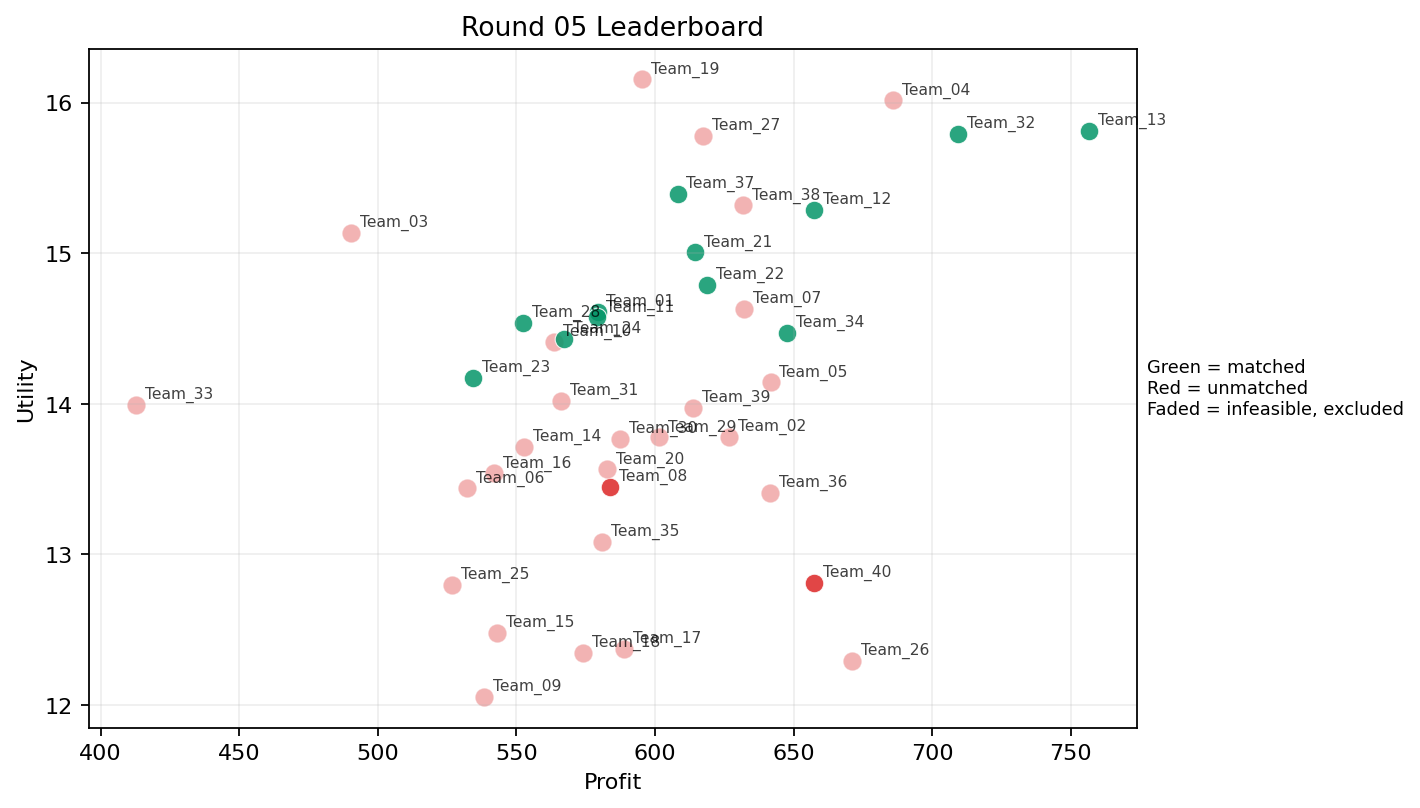 Round 05 Leaderboard
Team_19
Team_04
Team_13
Team_32
Team_27
Team_37
Team_38
Team_12
Team_03
Team_21
Team_22
Team_07
Team_01
Team_11
Team_28
Team_34
Team_24
Team_10
Team_23
Team_05
Team_33
Team_31
Team_39
Team_30
Team_29
Team_02
Team_14
Team_16
Team_20
Team_06
Team_08
Team_36
Team_35
Team_25
Team_40
Team_15
Team_18
Team_17
Team_26
Team_09
16
15
14
13
12
Utility
400
450
500
550
600
650
700
750
Profit
Green = matched
Red = unmatched
Faded = infeasible, excluded